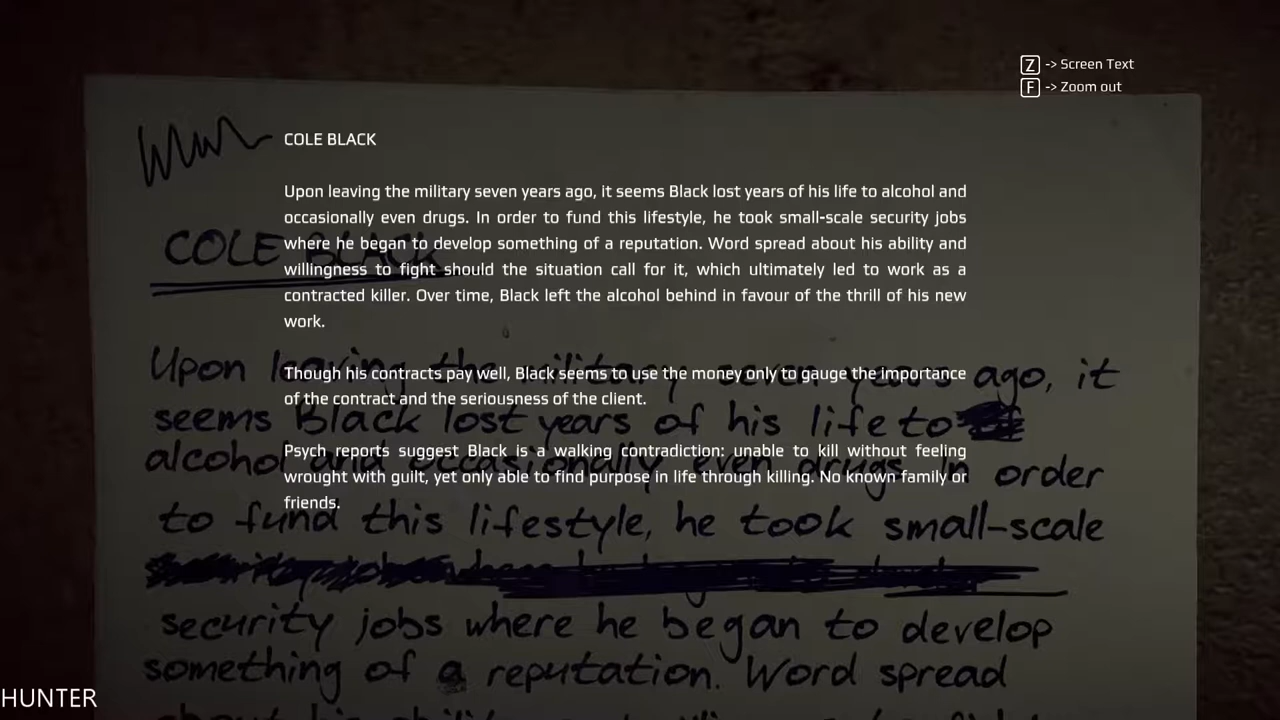 Z -> Screen Text
F -> Zoom out
COLE BLACK
Upon leaving the military seven years ago, it seems Black lost years of his life to alcohol and
occasionally even drugs. In order to fund this lifestyle, he took small-scale security jobs
where he began to develop something of a reputation. Word spread about his ability and
willingness to fight should the situation call for it, which ultimately led to work as a
contracted killer. Over time, Black left the alcohol behind in favour of the thrill of his new
work.
Though his contracts pay well, Black seems to use the money only to gauge the importance
of the contract and the seriousness of the client.
Psych reports suggest Black is a walking contradiction: unable to kill without feeling
wrought with guilt, yet only able to find purpose in life through killing. No known family or
friends.
COLE BLACK
Upon leaving the military seven years ago, it
seems Black lost years of his life to
alcohol and occasionally even drugs. In order
to fund this lifestyle, he took small-scale
security jobs where he began to develop
something of a reputation. Word spread
HUNTER